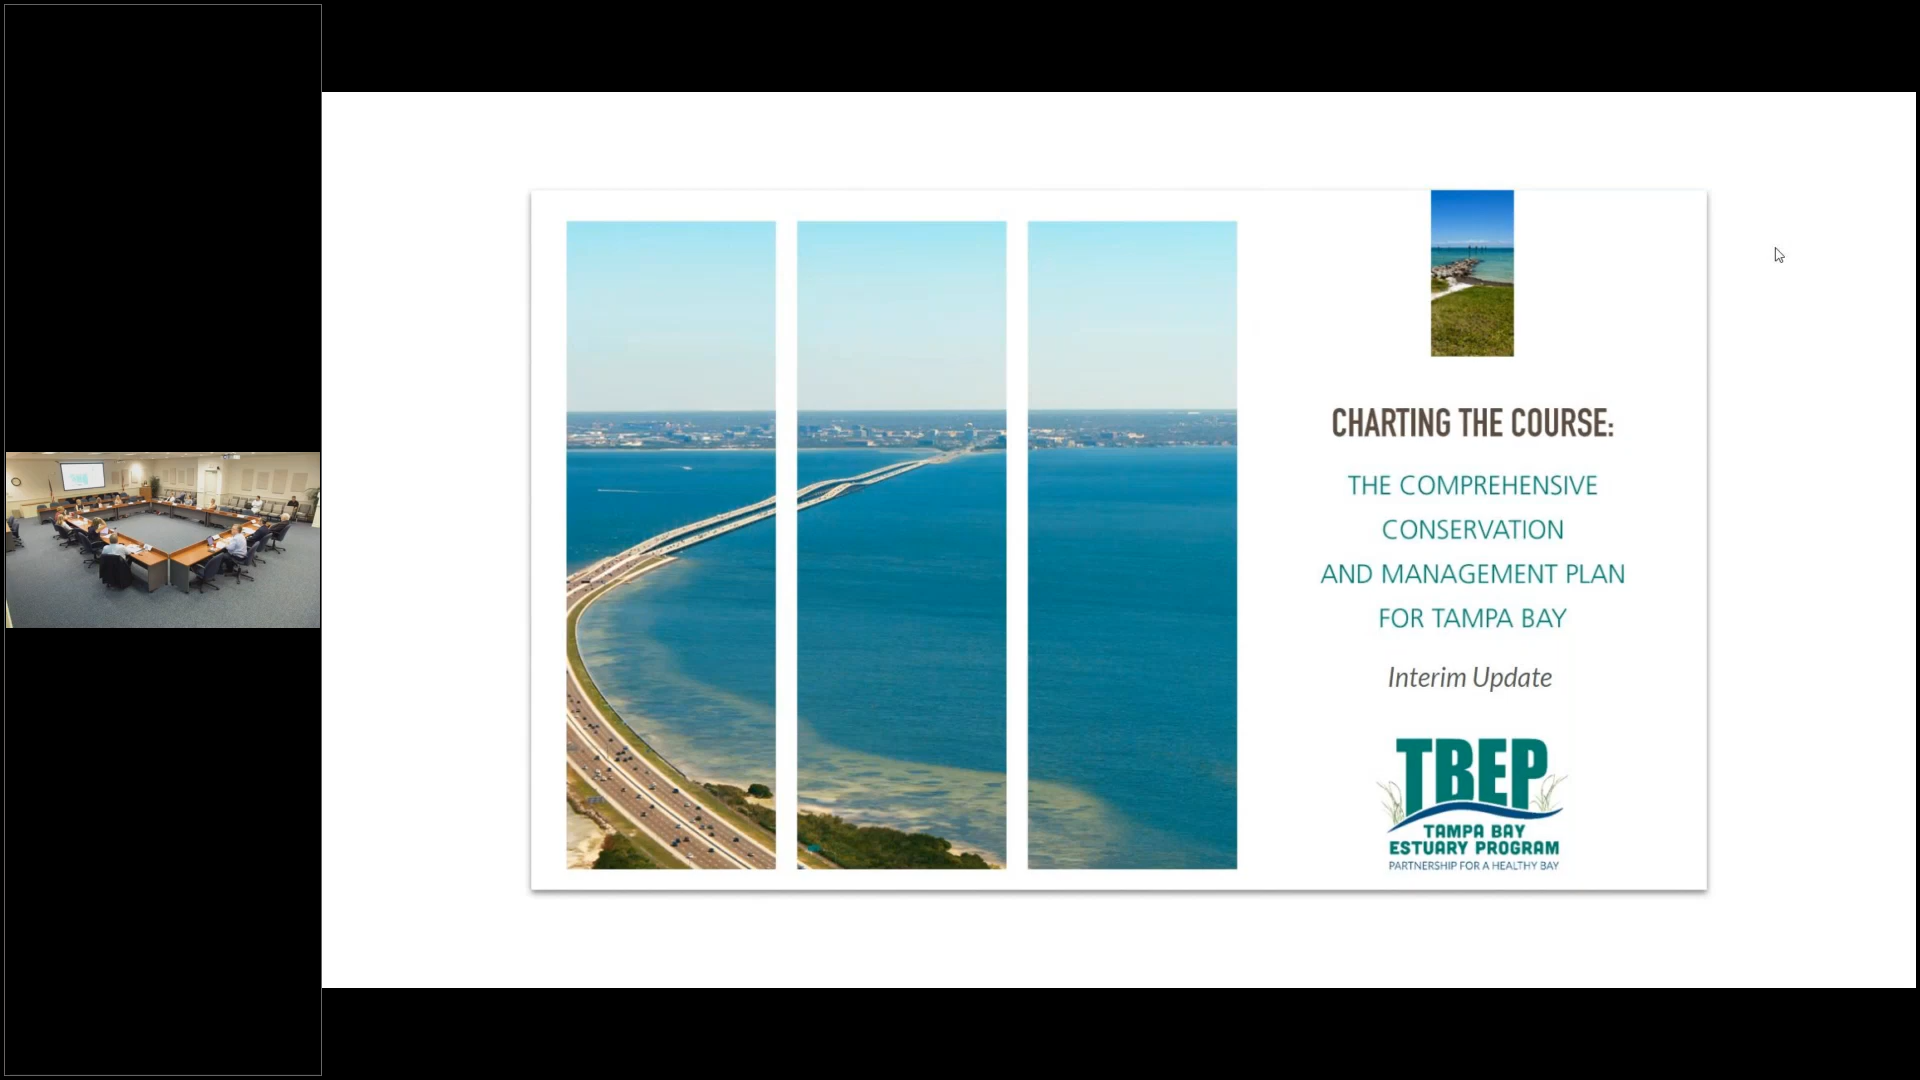 CHARTING THE COURSE:
THE COMPREHENSIVE
CONSERVATION
AND MANAGEMENT PLAN
FOR TAMPA BAY
Interim Update
TBEP
TAMPA BAY
ESTUARY PROGRAM
PARTNERSHIP FOR A HEALTHY BAY